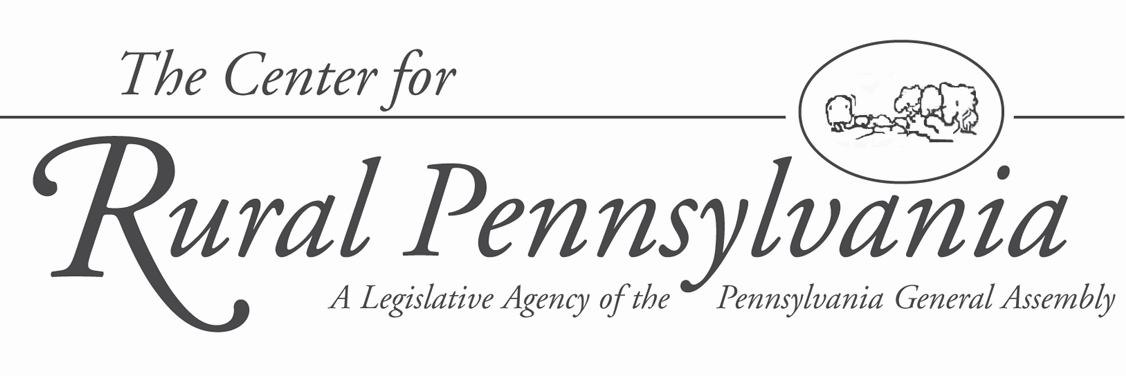 The Center for
Rural Pennsylvania
A Legislative Agency of the Pennsylvania General Assembly